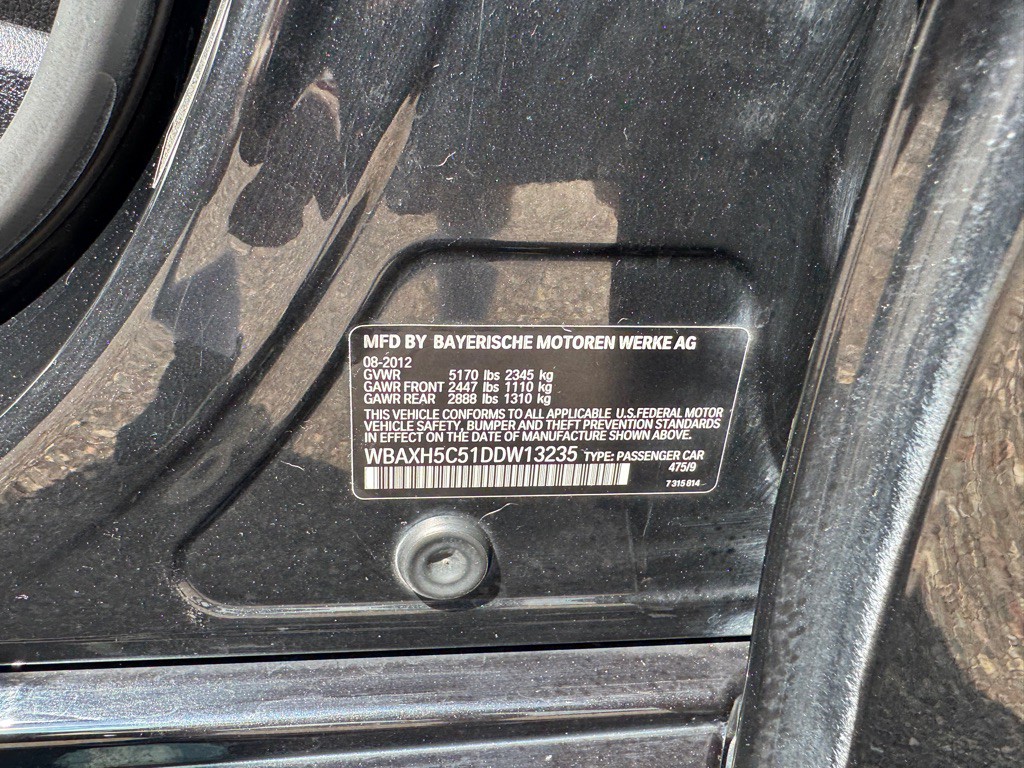 MFD BY BAYERISCHE MOTOREN WERKE AG
08-2012
GVWR 5170 lbs 2345 kg
GAWR FRONT 2447 lbs 1110 kg
GAWR REAR 2888 lbs 1310 kg
THIS VEHICLE CONFORMS TO ALL APPLICABLE U.S.FEDERAL MOTOR
VEHICLE SAFETY, BUMPER AND THEFT PREVENTION STANDARDS
IN EFFECT ON THE DATE OF MANUFACTURE SHOWN ABOVE.
WBAXH5C51DDW13235 TYPE: PASSENGER CAR
475/9
7 315 814